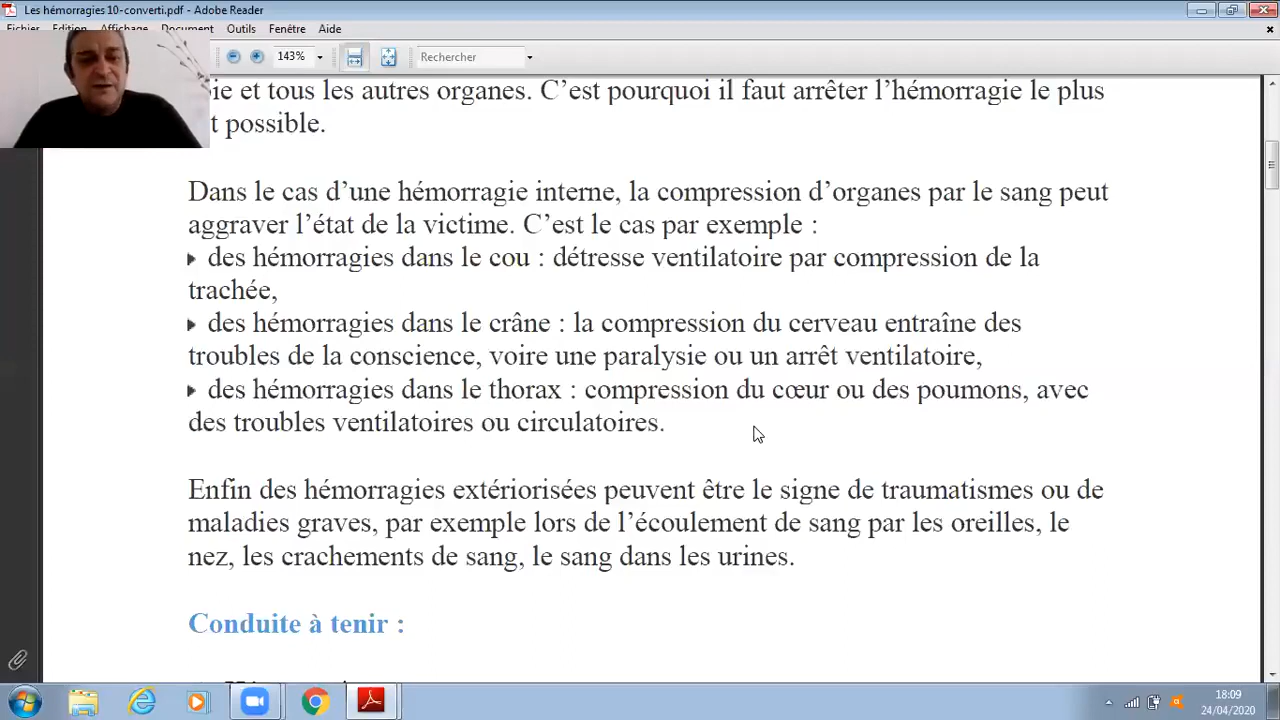 Les hémorragies 10-converti.pdf - Adobe Reader
Fichier Edition Affichage Document Outils Fenêtre Aide
143% Rechercher
et tous les autres organes. C’est pourquoi il faut arrêter l’hémorragie le plus
possible.
Dans le cas d’une hémorragie interne, la compression d’organes par le sang peut
aggraver l’état de la victime. C’est le cas par exemple :
des hémorragies dans le cou : détresse ventilatoire par compression de la
trachée,
des hémorragies dans le crâne : la compression du cerveau entraîne des
troubles de la conscience, voire une paralysie ou un arrêt ventilatoire,
des hémorragies dans le thorax : compression du cœur ou des poumons, avec
des troubles ventilatoires ou circulatoires.
Enfin des hémorragies extériorisées peuvent être le signe de traumatismes ou de
maladies graves, par exemple lors de l’écoulement de sang par les oreilles, le
nez, les crachements de sang, le sang dans les urines.
Conduite à tenir :
18:09
24/04/2020